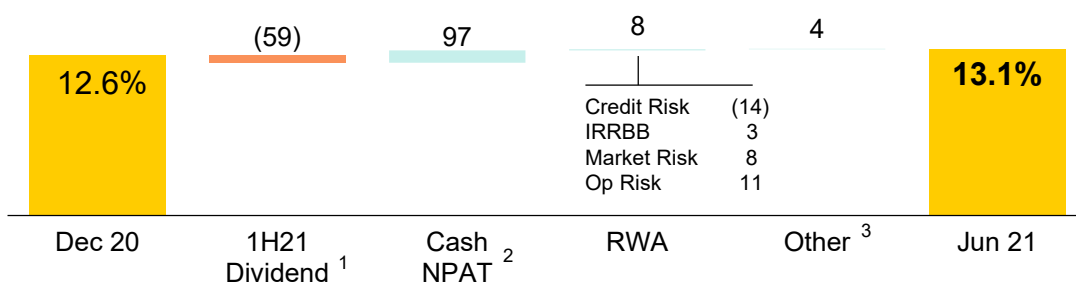 (59) 97 8 4
12.6% 13.1%
Credit Risk (14)
IRRBB 3
Market Risk 8
Op Risk 11
Dec 20 1H21 Dividend 1 Cash NPAT 2 RWA Other 3 Jun 21